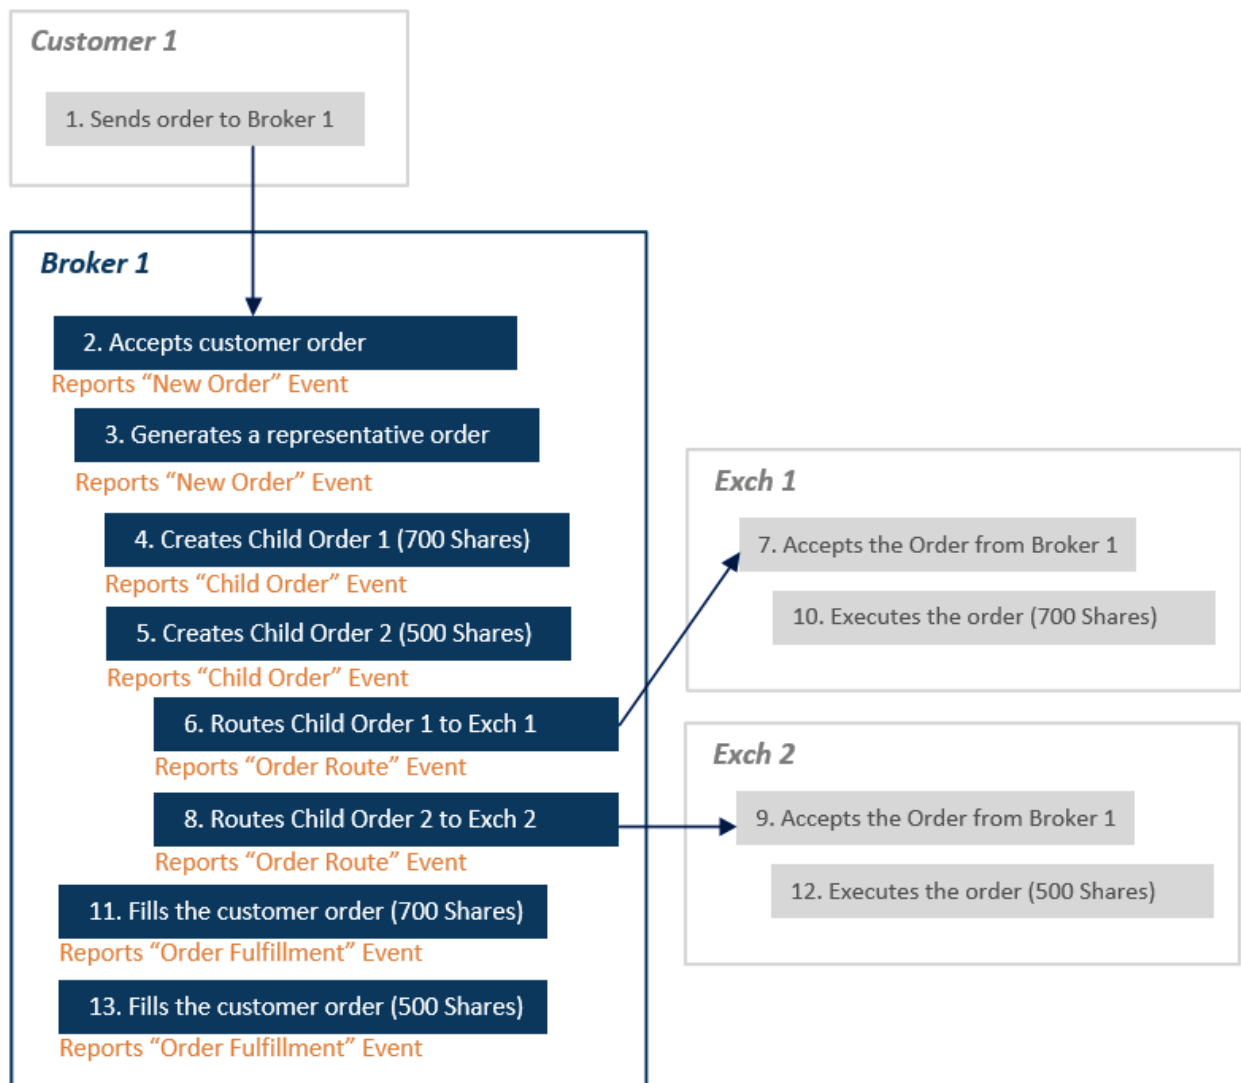 Customer 1
1. Sends order to Broker 1
Broker 1
2. Accepts customer order
Reports “New Order” Event
3. Generates a representative order
Reports “New Order” Event
4. Creates Child Order 1 (700 Shares)
Reports “Child Order” Event
5. Creates Child Order 2 (500 Shares)
Reports “Child Order” Event
6. Routes Child Order 1 to Exch 1
Reports “Order Route” Event
8. Routes Child Order 2 to Exch 2
Reports “Order Route” Event
11. Fills the customer order (700 Shares)
Reports “Order Fulfillment” Event
13. Fills the customer order (500 Shares)
Reports “Order Fulfillment” Event
Exch 1
7. Accepts the Order from Broker 1
10. Executes the order (700 Shares)
Exch 2
9. Accepts the Order from Broker 1
12. Executes the order (500 Shares)